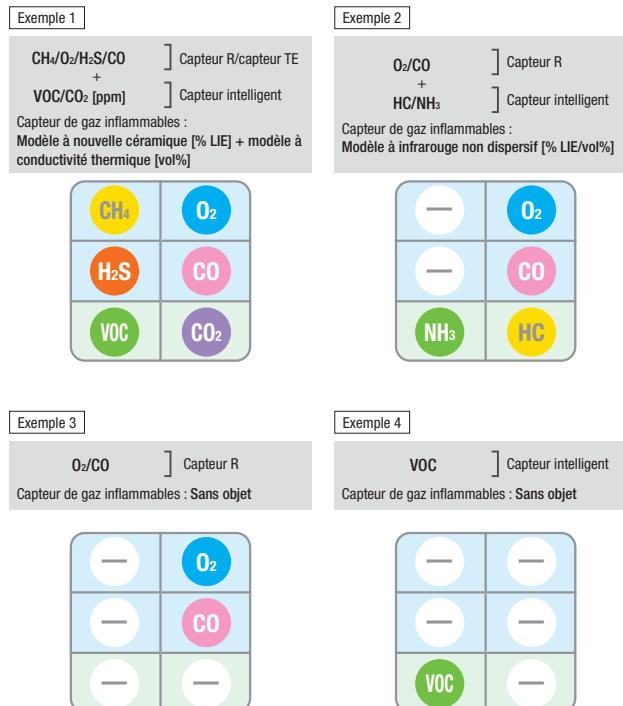 Exemple 1
CH₄/O₂/H₂S/CO ] Capteur R/capteur TE
+
VOC/CO₂ [ppm] ] Capteur intelligent
Capteur de gaz inflammables :
Modèle à nouvelle céramique [% LIE] + modèle à
conductivité thermique [vol%]
CH₄ O₂
H₂S CO
VOC CO₂
Exemple 2
O₂/CO ] Capteur R
+
HC/NH₃ ] Capteur intelligent
Capteur de gaz inflammables :
Modèle à infrarouge non dispersif [% LIE/vol%]
— O₂
— CO
NH₃ HC
Exemple 3
O₂/CO ] Capteur R
Capteur de gaz inflammables : Sans objet
— O₂
— CO
— —
Exemple 4
VOC ] Capteur intelligent
Capteur de gaz inflammables : Sans objet
— —
— —
VOC —